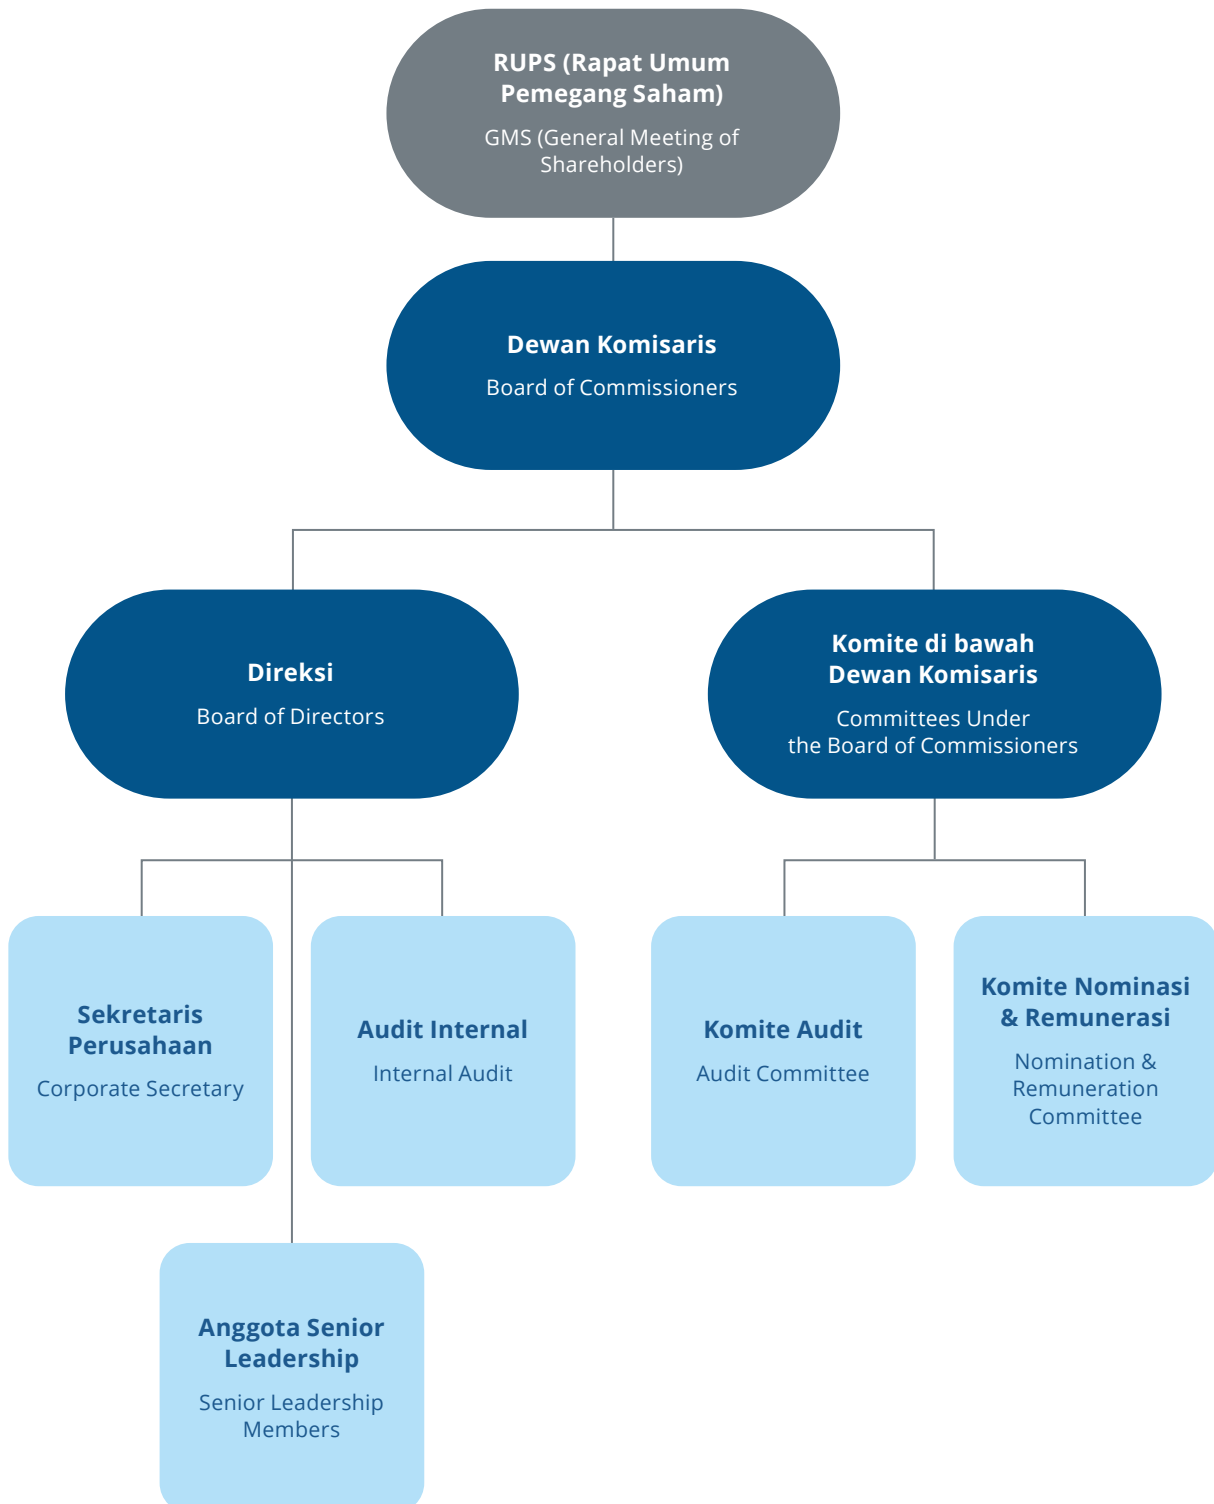 RUPS (Rapat Umum
Pemegang Saham)
GMS (General Meeting of
Shareholders)
Dewan Komisaris
Board of Commissioners
Direksi
Board of Directors
Komite di bawah
Dewan Komisaris
Committees Under
the Board of Commissioners
Sekretaris
Perusahaan
Corporate Secretary
Audit Internal
Internal Audit
Komite Audit
Audit Committee
Komite Nominasi
& Remunerasi
Nomination &
Remuneration
Committee
Anggota Senior
Leadership
Senior Leadership
Members